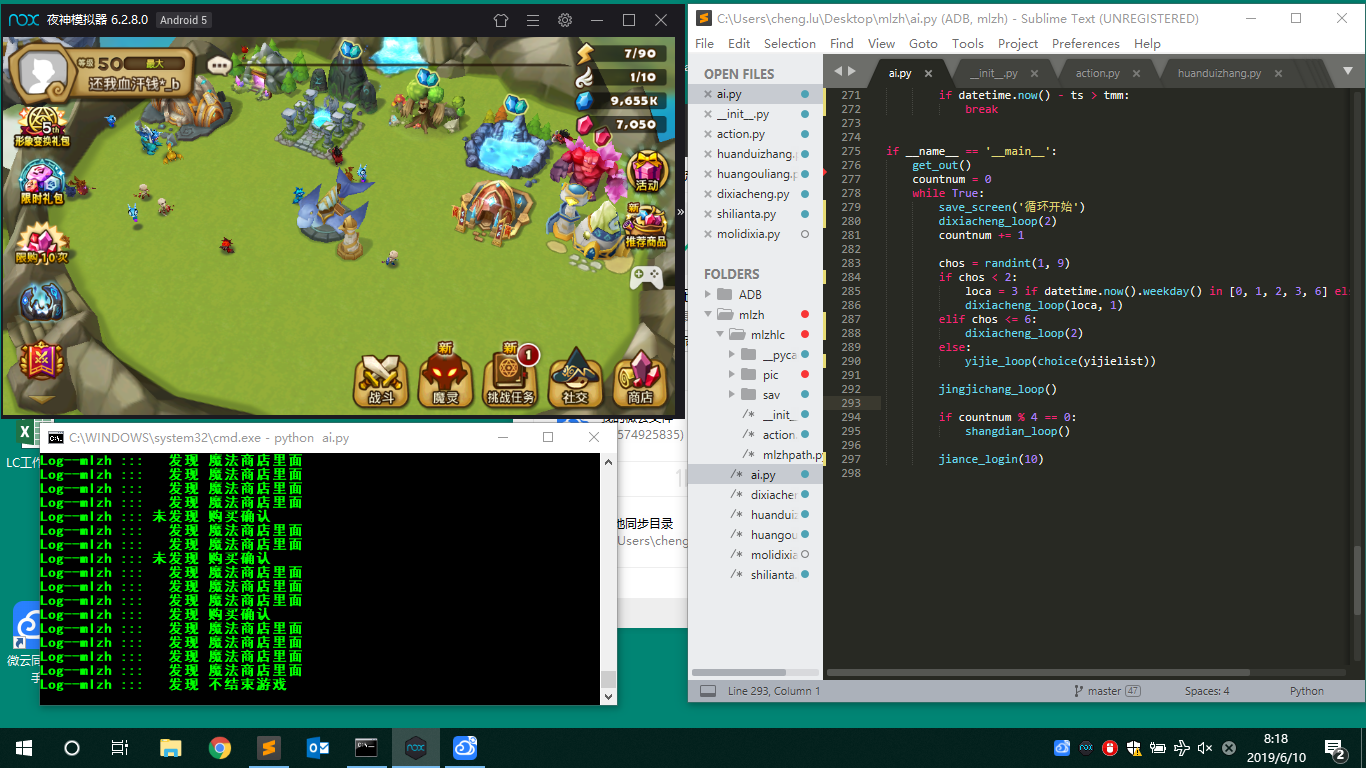 nox 夜神模拟器 6.2.8.0 Android 5
等级 50 最大
还我血汗钱*_b
7/90
1/10
9,655K
7,050
5th
形象变换礼包
限时礼包
限购 10 次
活动
新
推荐商品
战斗
新
魔灵
新
1
挑战任务
社交
商店
C:\WINDOWS\system32\cmd.exe - python ai.py
Log--mlzh ::: 发现 魔法商店里面
Log--mlzh ::: 发现 魔法商店里面
Log--mlzh ::: 发现 魔法商店里面
Log--mlzh ::: 发现 魔法商店里面
Log--mlzh ::: 未发现 购买确认
Log--mlzh ::: 发现 魔法商店里面
Log--mlzh ::: 发现 魔法商店里面
Log--mlzh ::: 未发现 购买确认
Log--mlzh ::: 发现 魔法商店里面
Log--mlzh ::: 发现 魔法商店里面
Log--mlzh ::: 发现 魔法商店里面
Log--mlzh ::: 发现 购买确认
Log--mlzh ::: 发现 魔法商店里面
Log--mlzh ::: 发现 魔法商店里面
Log--mlzh ::: 发现 魔法商店里面
Log--mlzh ::: 发现 魔法商店里面
Log--mlzh ::: 发现 不结束游戏
LC工作
微云同
手
574925835)
同步目录
Users\cheng
C:\Users\cheng.lu\Desktop\mlzh\ai.py (ADB, mlzh) - Sublime Text (UNREGISTERED)
File Edit Selection Find View Goto Tools Project Preferences Help
OPEN FILES
ai.py
__init__.py
action.py
huanduizhang.
huangouliang.p
dixiacheng.py
shilianta.py
molidixia.py
FOLDERS
ADB
mlzh
mlzhlc
__pyca
pic
sav
/* __init_
/* action.
/* mlzhpath.py
/* ai.py
/* dixiacher
/* huanduiz
/* huangou
/* molidixia
/* shilianta.
ai.py __init__.py action.py huanduizhang.py
271 if datetime.now() - ts > tmm:
272 break
273
274
275 if __name__ == '__main__':
276 get_out()
277 countnum = 0
278 while True:
279 save_screen('循环开始')
280 dixiacheng_loop(2)
281 countnum += 1
282
283 chos = randint(1, 9)
284 if chos < 2:
285 loca = 3 if datetime.now().weekday() in [0, 1, 2, 3, 6] el
286 dixiacheng_loop(loca, 1)
287 elif chos <= 6:
288 dixiacheng_loop(2)
289 else:
290 yijie_loop(choice(yijielist))
291
292 jingjichang_loop()
293
294 if countnum % 4 == 0:
295 shangdian_loop()
296
297 jiance_login(10)
298
Line 293, Column 1 master 47 Spaces: 4 Python
8:18
2019/6/10
2